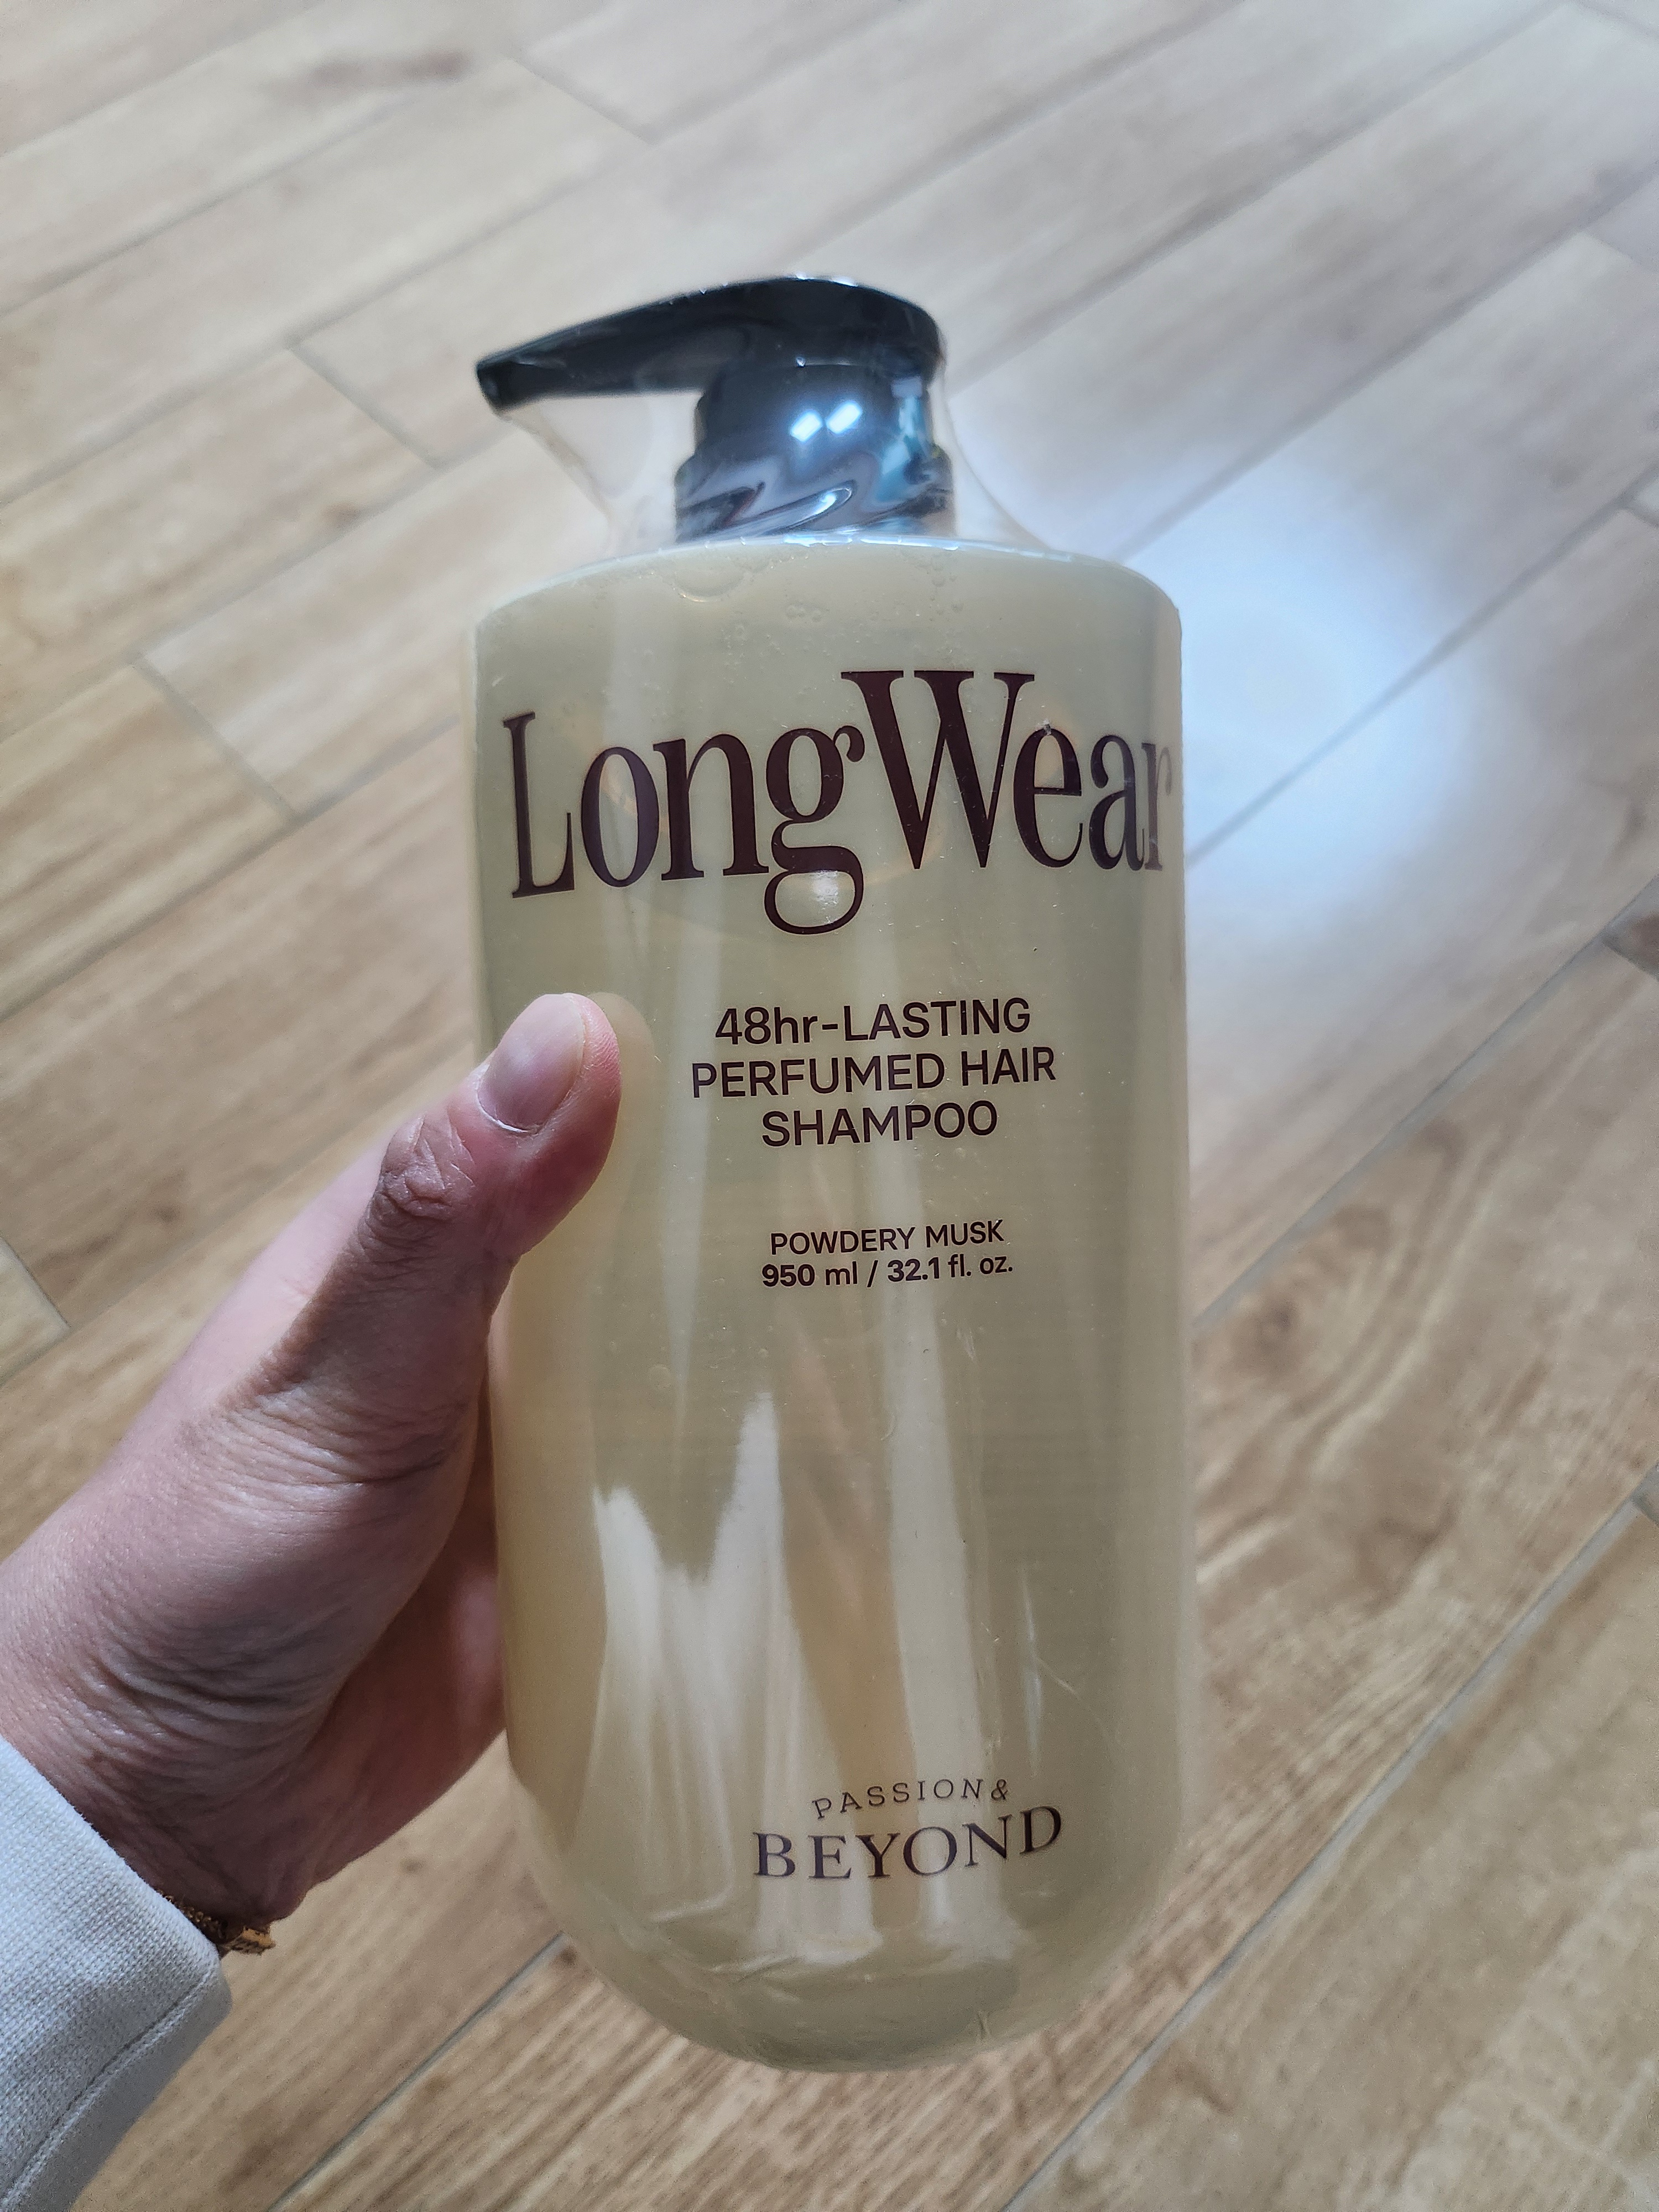 LongWear
48hr-LASTING
PERFUMED HAIR
SHAMPOO
POWDERY MUSK
950 ml / 32.1 fl. oz.
PASSION&
BEYOND